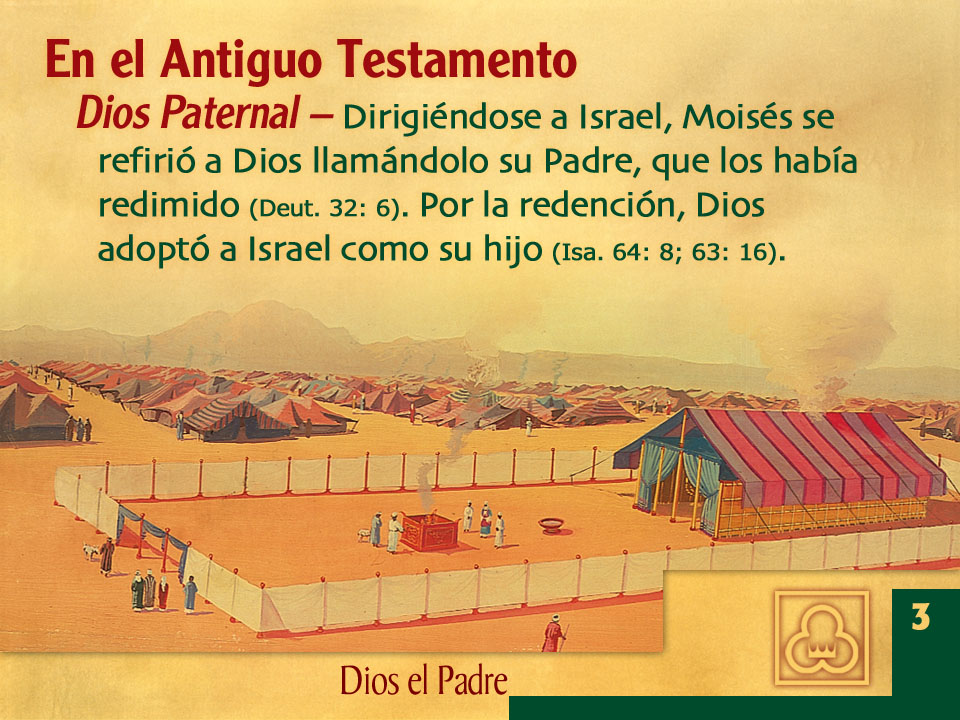 En el Antiguo Testamento
Dios Paternal – Dirigiéndose a Israel, Moisés se
refirió a Dios llamándolo su Padre, que los había
redimido (Deut. 32: 6). Por la redención, Dios
adoptó a Israel como su hijo (Isa. 64: 8; 63: 16).
3
Dios el Padre